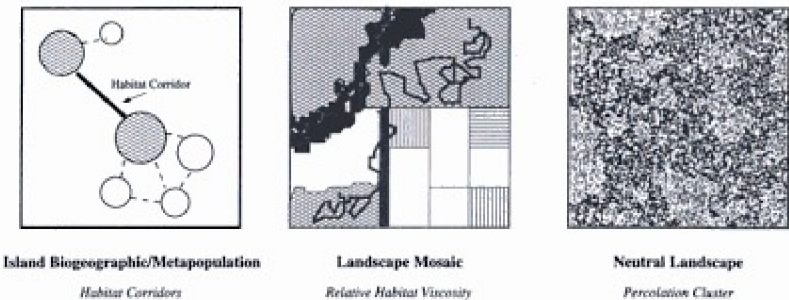 Habitat Corridor
Island Biogeographic/Metapopulation
Habitat Corridors
Landscape Mosaic
Relative Habitat Viscosity
Neutral Landscape
Percolation Cluster